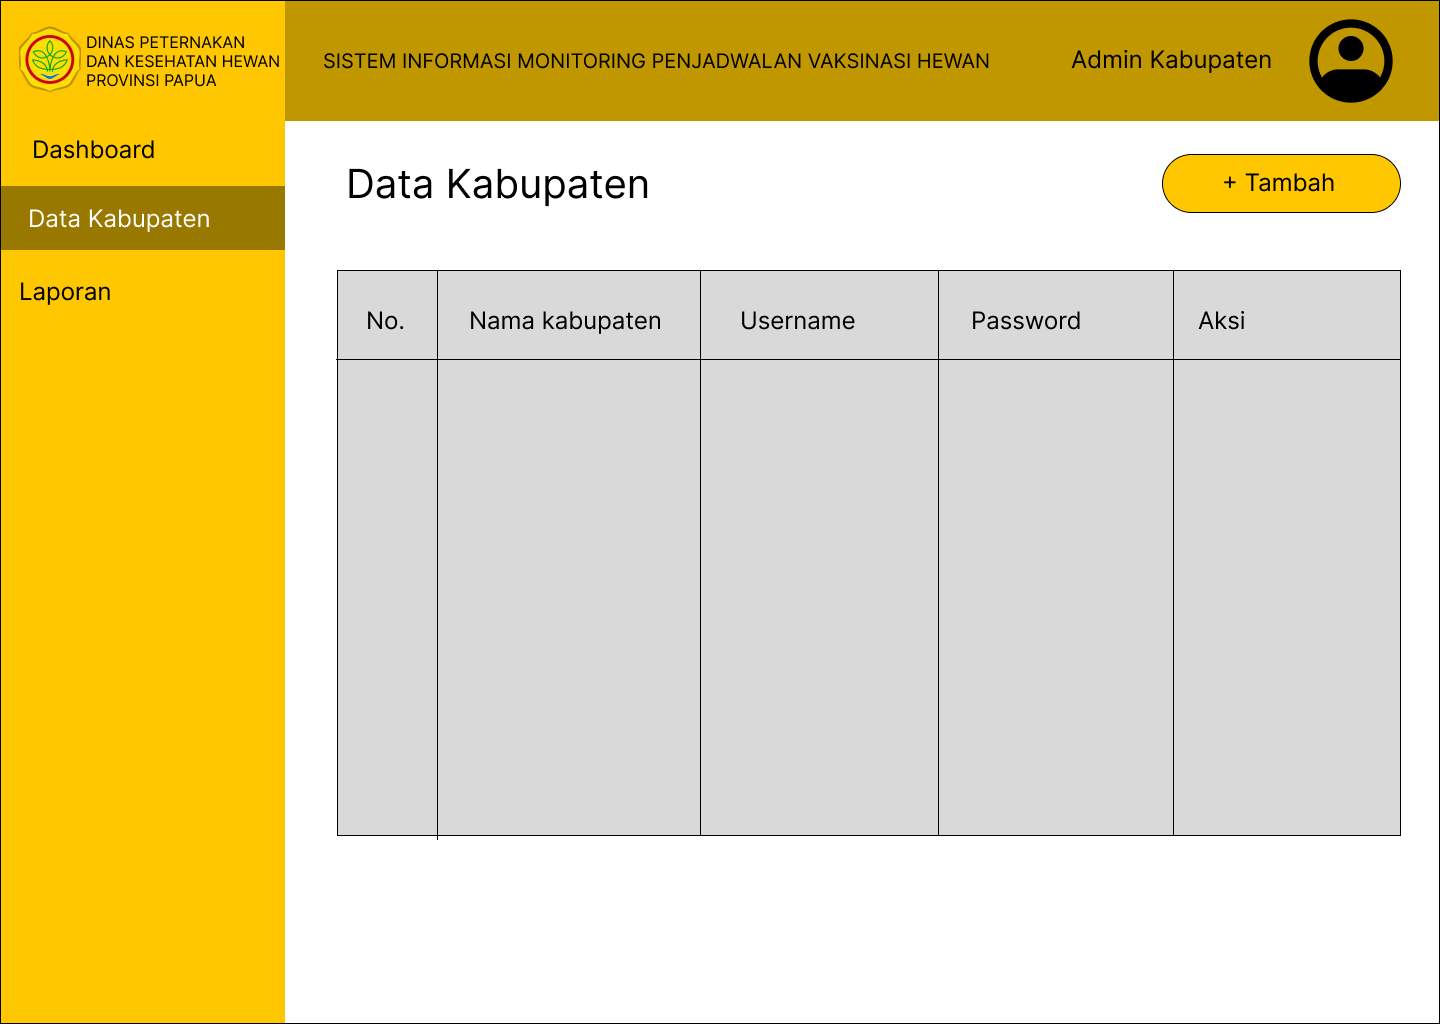 DINAS PETERNAKAN
DAN KESEHATAN HEWAN
PROVINSI PAPUA
SISTEM INFORMASI MONITORING PENJADWALAN VAKSINASI HEWAN
Admin Kabupaten
Dashboard
Data Kabupaten
Laporan
Data Kabupaten
+ Tambah
No.
Nama kabupaten
Username
Password
Aksi